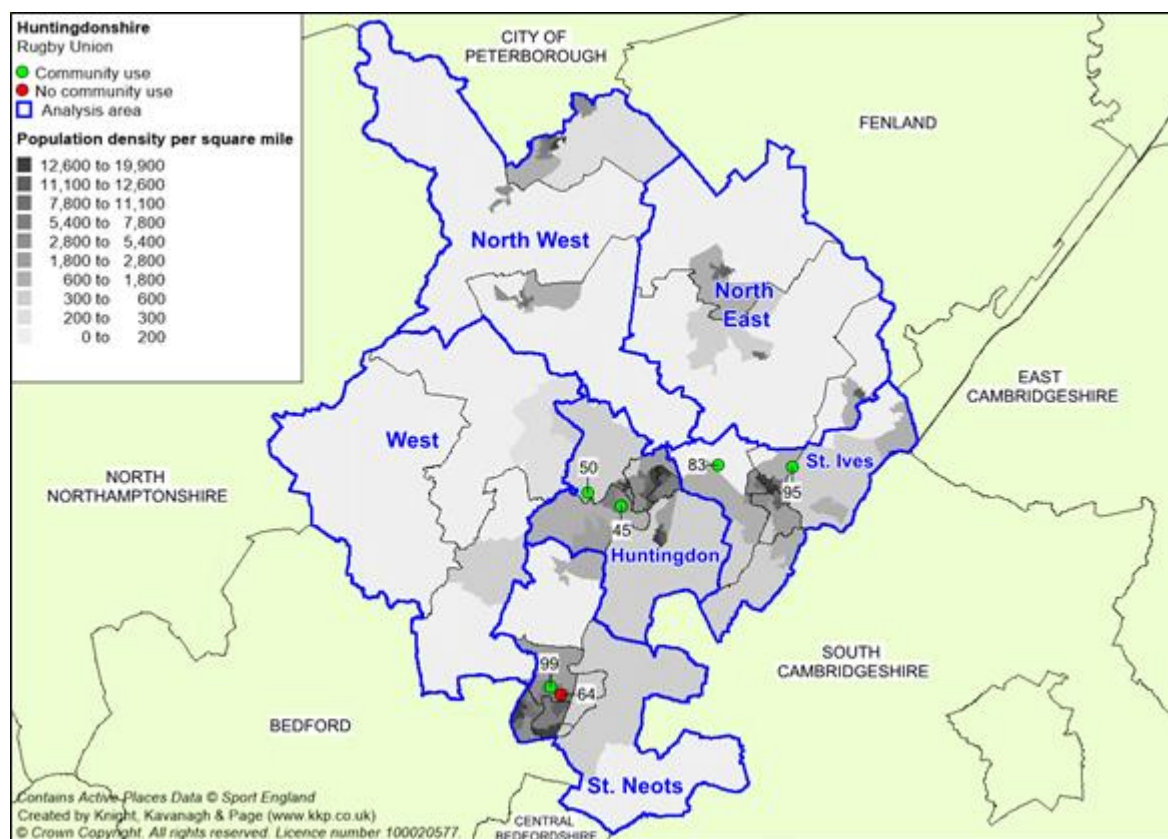 Huntingdonshire
Rugby Union
Community use
No community use
Analysis area
Population density per square mile
12,600 to 19,900
11,100 to 12,600
7,800 to 11,100
5,400 to 7,800
2,800 to 5,400
1,800 to 2,800
600 to 1,800
300 to 600
200 to 300
0 to 200
CITY OF
PETERBOROUGH
FENLAND
North West
North
East
EAST
CAMBRIDGESHIRE
West
NORTH
NORTHAMPTONSHIRE
50
83
St. Ives
95
45
Huntingdon
SOUTH
CAMBRIDGESHIRE
99
64
BEDFORD
St. Neots
CENTRAL
BEDFORDSHIRE
Contains Active Places Data © Sport England
Created by Knight, Kavanagh & Page (www.kkp.co.uk)
© Crown Copyright. All rights reserved. Licence number 100020577.